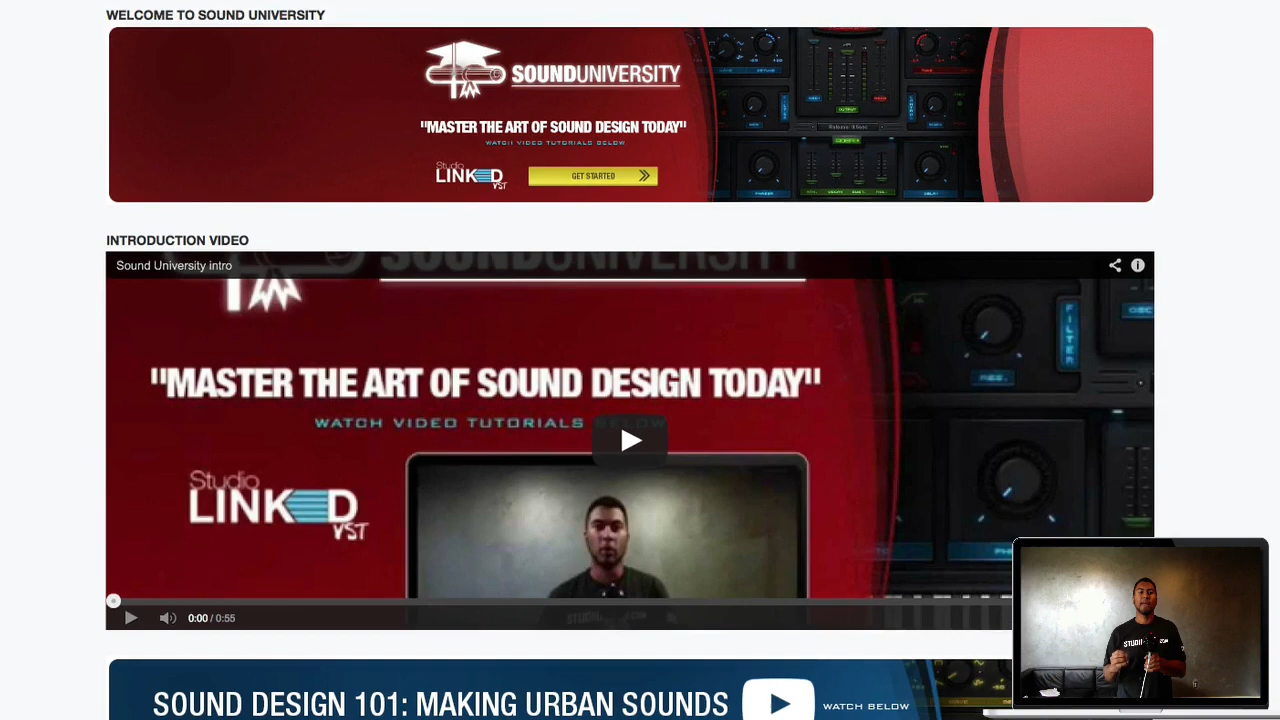 WELCOME TO SOUND UNIVERSITY
SOUNDUNIVERSITY
"MASTER THE ART OF SOUND DESIGN TODAY"
WATCH VIDEO TUTORIALS BELOW
Studio
LINKED
VST
GET STARTED
INTRODUCTION VIDEO
Sound University intro
"MASTER THE ART OF SOUND DESIGN TODAY"
WATCH VIDEO TUTORIALS BELOW
FILTER
Studio
LINKED
VST
0:00 / 0:55
SOUND DESIGN 101: MAKING URBAN SOUNDS
WATCH BELOW